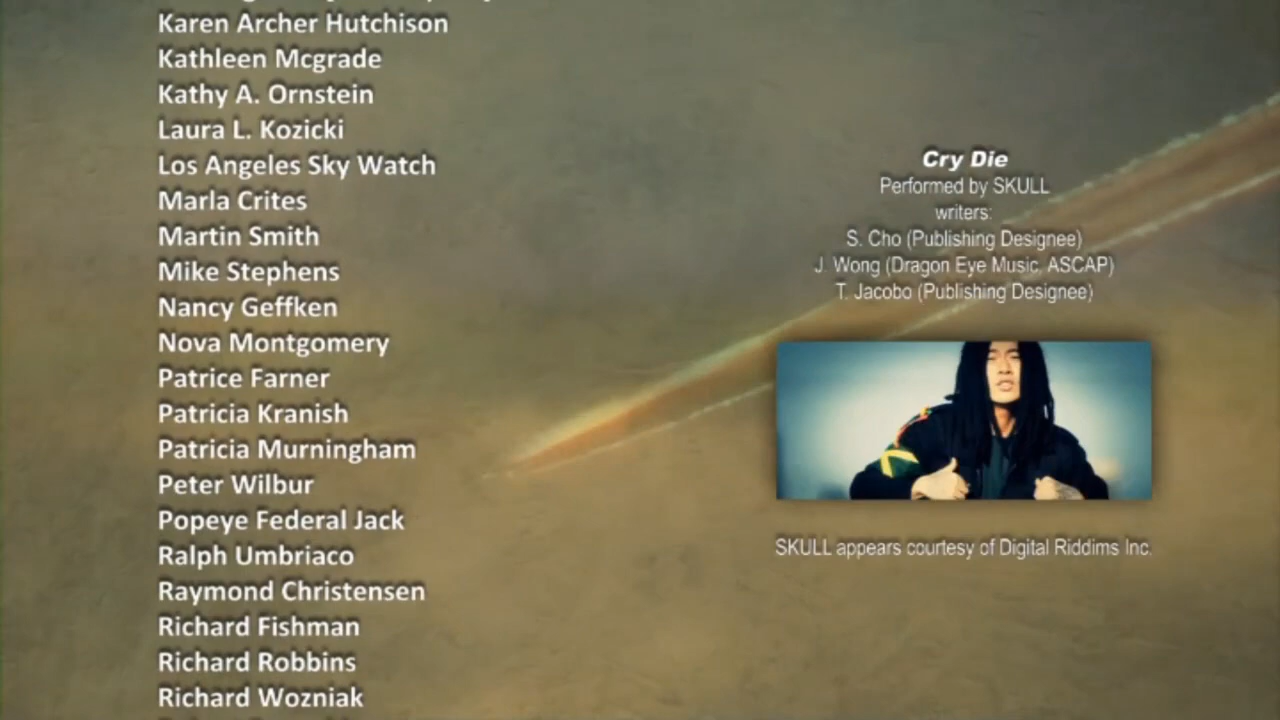 Karen Archer Hutchison
Kathleen Mcgrade
Kathy A. Ornstein
Laura L. Kozicki
Los Angeles Sky Watch
Marla Crites
Martin Smith
Mike Stephens
Nancy Geffken
Nova Montgomery
Patrice Farner
Patricia Kranish
Patricia Murningham
Peter Wilbur
Popeye Federal Jack
Ralph Umbriaco
Raymond Christensen
Richard Fishman
Richard Robbins
Richard Wozniak
Cry Die
Performed by SKULL
writers:
S. Cho (Publishing Designee)
J. Wong (Dragon Eye Music, ASCAP)
T. Jacobo (Publishing Designee)
SKULL appears courtesy of Digital Riddims Inc.